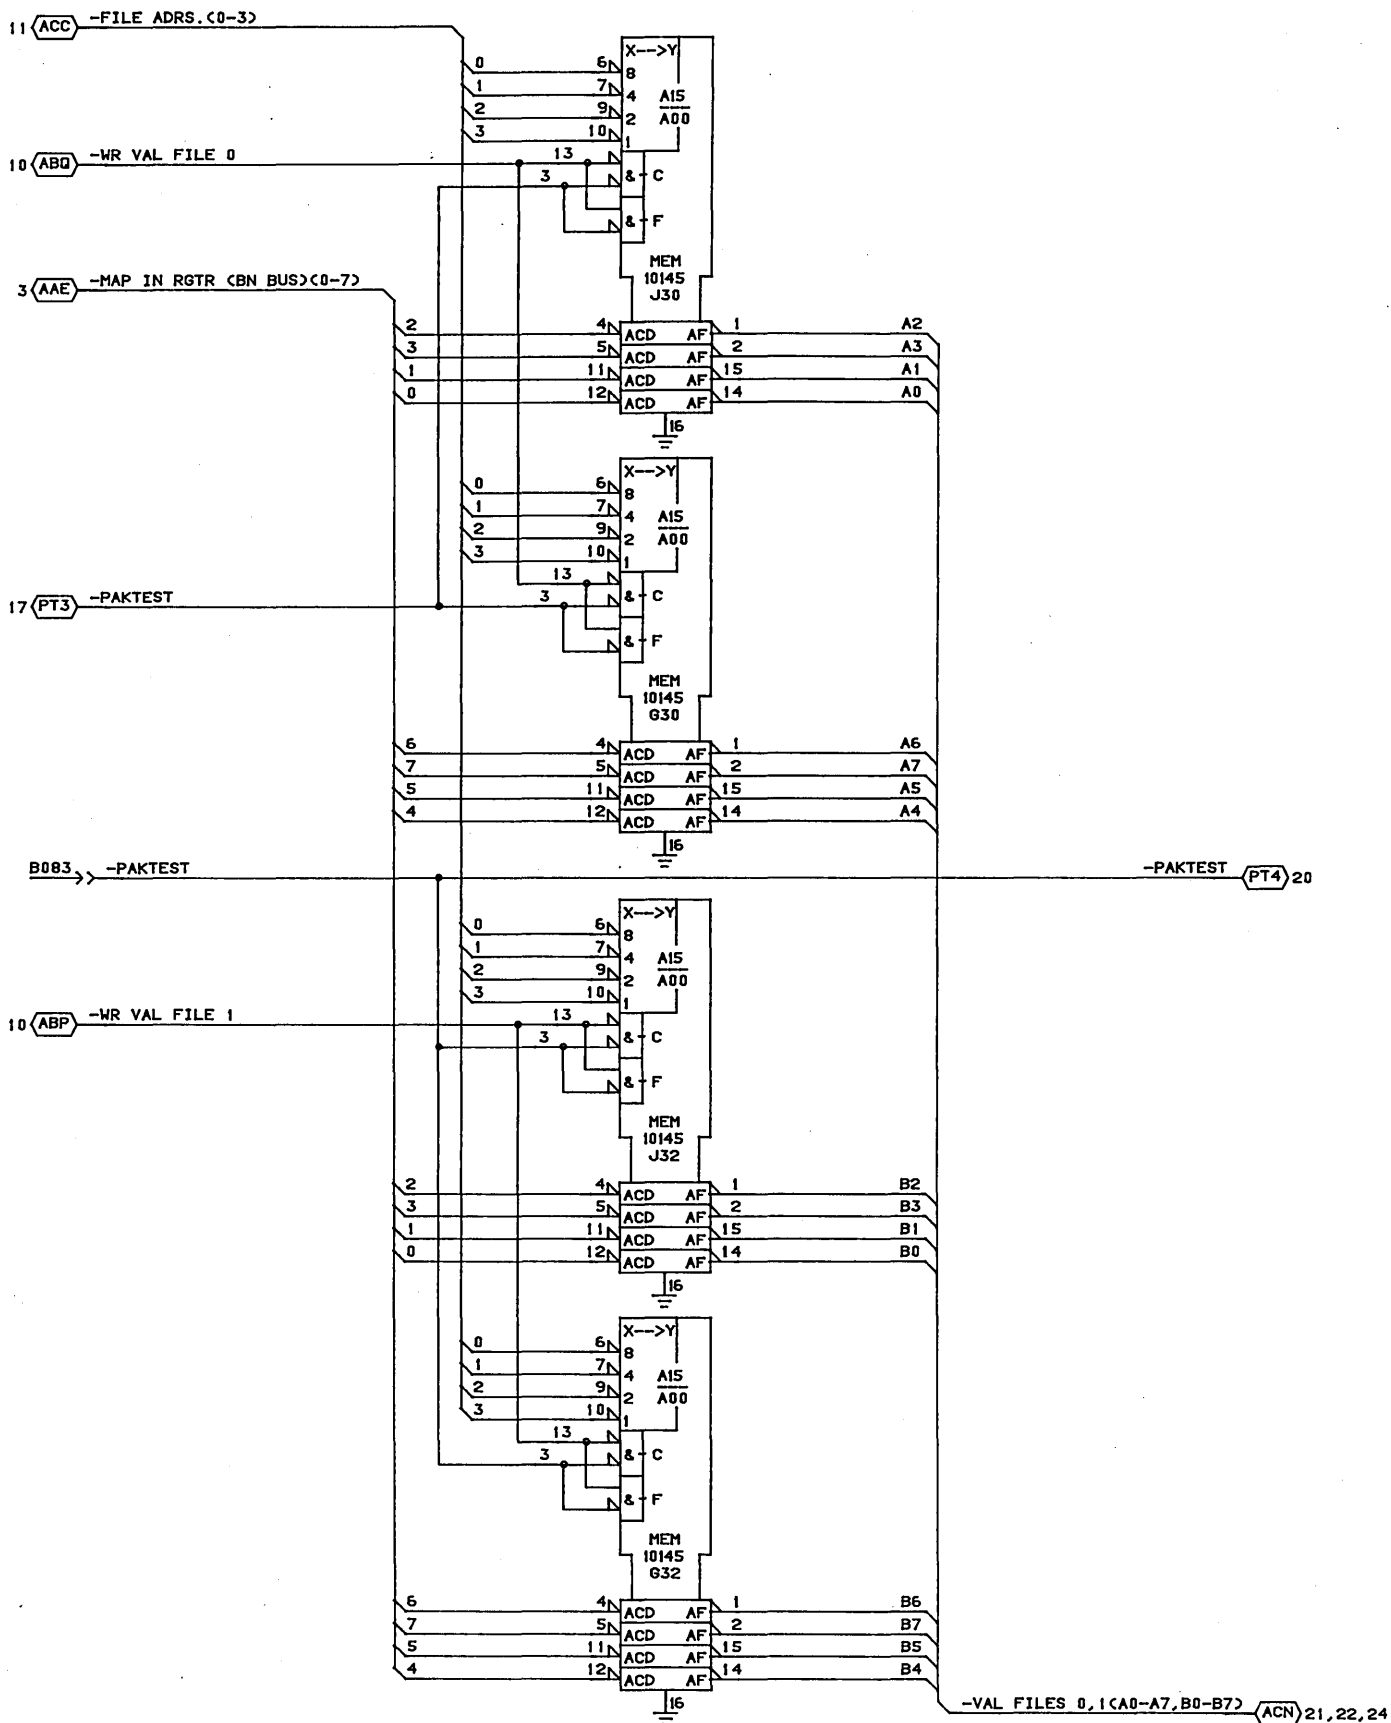 11 ACC -FILE ADRS.(0-3)
X-->Y
0 6 8
1 7 4 A15
2 9 2 A00
3 10 1
10 ABQ -WR VAL FILE 0 13
3 & C
& F
MEM
10145
J30
3 AAE -MAP IN RGTR (BN BUS)(0-7)
2 4 ACD AF 1 A2
3 5 ACD AF 2 A3
1 11 ACD AF 15 A1
0 12 ACD AF 14 A0
16
X-->Y
0 6 8
1 7 4 A15
2 9 2 A00
3 10 1
13
& C
17 PT3 -PAKTEST 3
& F
MEM
10145
G30
6 4 ACD AF 1 A6
7 5 ACD AF 2 A7
5 11 ACD AF 15 A5
4 12 ACD AF 14 A4
16
B083 -PAKTEST -PAKTEST PT4 20
X-->Y
0 6 8
1 7 4 A15
2 9 2 A00
3 10 1
10 ABP -WR VAL FILE 1 13
3 & C
& F
MEM
10145
J32
2 4 ACD AF 1 B2
3 5 ACD AF 2 B3
1 11 ACD AF 15 B1
0 12 ACD AF 14 B0
16
X-->Y
0 6 8
1 7 4 A15
2 9 2 A00
3 10 1
13
3 & C
& F
MEM
10145
G32
6 4 ACD AF 1 B6
7 5 ACD AF 2 B7
5 11 ACD AF 15 B5
4 12 ACD AF 14 B4
16
-VAL FILES 0,1(A0-A7,B0-B7) ACN 21,22,24